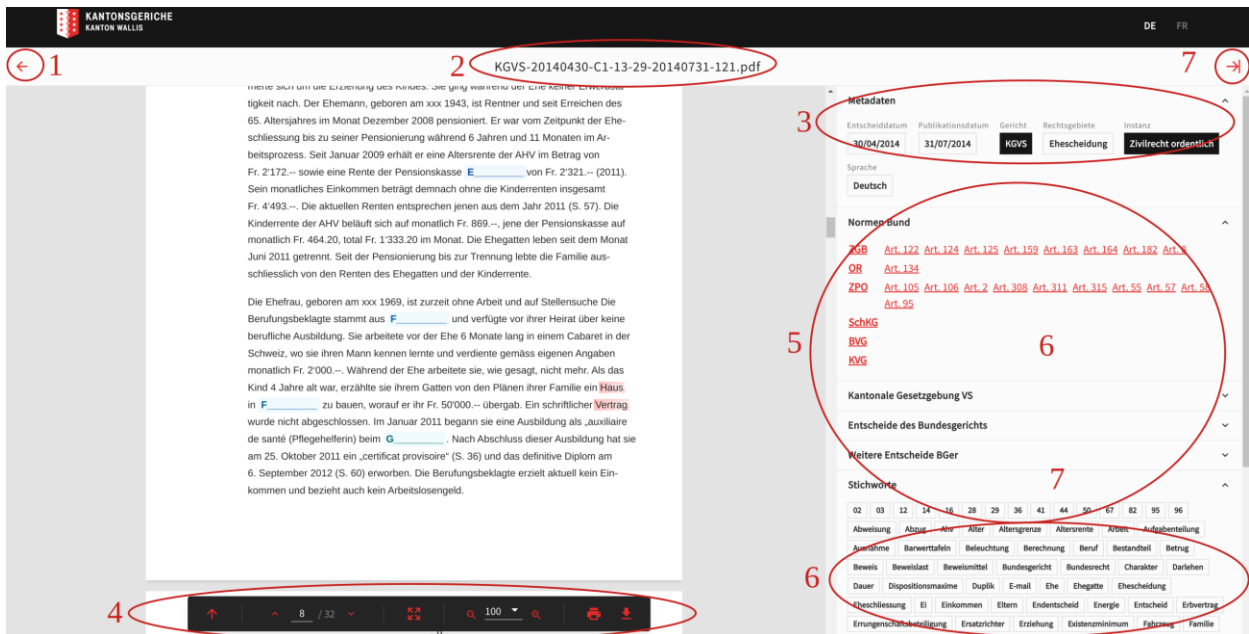 KANTONSGERICHTE
KANTON WALLIS
DE FR
1
2 KGVS-20140430-C1-13-29-20140731-121.pdf
7
merte sich um die Erziehung des Kindes. Sie ging während der Ehe keiner Erwerbstä-
tigkeit nach. Der Ehemann, geboren am xxx 1943, ist Rentner und seit Erreichen des
65. Altersjahres im Monat Dezember 2008 pensioniert. Er war vom Zeitpunkt der Ehe-
schliessung bis zu seiner Pensionierung während 6 Jahren und 11 Monaten im Ar-
beitsprozess. Seit Januar 2009 erhält er eine Altersrente der AHV im Betrag von
Fr. 2'172.-- sowie eine Rente der Pensionskasse E________ von Fr. 2'321.-- (2011).
Sein monatliches Einkommen beträgt demnach ohne die Kinderrenten insgesamt
Fr. 4'493.--. Die aktuellen Renten entsprechen jenen aus dem Jahr 2011 (S. 57). Die
Kinderrente der AHV beläuft sich auf monatlich Fr. 869.--, jene der Pensionskasse auf
monatlich Fr. 464.20, total Fr. 1'333.20 im Monat. Die Ehegatten leben seit dem Monat
Juni 2011 getrennt. Seit der Pensionierung bis zur Trennung lebte die Familie aus-
schliesslich von den Renten des Ehegatten und der Kinderrente.
Die Ehefrau, geboren am xxx 1969, ist zurzeit ohne Arbeit und auf Stellensuche Die
Berufungsbeklagte stammt aus F________ und verfügte vor ihrer Heirat über keine
berufliche Ausbildung. Sie arbeitete vor der Ehe 6 Monate lang in einem Cabaret in der
Schweiz, wo sie ihren Mann kennen lernte und verdiente gemäss eigenen Angaben
monatlich Fr. 2'000.--. Während der Ehe arbeitete sie, wie gesagt, nicht mehr. Als das
Kind 4 Jahre alt war, erzählte sie ihrem Gatten von den Plänen ihrer Familie ein Haus
in F________ zu bauen, worauf er ihr Fr. 50'000.-- übergab. Ein schriftlicher Vertrag
wurde nicht abgeschlossen. Im Januar 2011 begann sie eine Ausbildung als „auxiliaire
de santé (Pflegehelferin) beim G________. Nach Abschluss dieser Ausbildung hat sie
am 25. Oktober 2011 ein „certificat provisoire“ (S. 36) und das definitive Diplom am
6. September 2012 (S. 60) erworben. Die Berufungsbeklagte erzielt aktuell kein Ein-
kommen und bezieht auch kein Arbeitslosengeld.
4
8 / 32 100
3
Metadaten
Entscheiddatum Publikationsdatum Gericht Rechtsgebiete Instanz
30/04/2014 31/07/2014 KGVS Ehescheidung Zivilrecht ordentlich
Sprache
Deutsch
5
6
Normen Bund
ZGB Art. 122 Art. 124 Art. 125 Art. 159 Art. 163 Art. 164 Art. 182 Art. 8
OR Art. 134
ZPO Art. 105 Art. 106 Art. 2 Art. 308 Art. 311 Art. 315 Art. 55 Art. 57 Art. 58
Art. 95
SchKG
BVG
KVG
Kantonale Gesetzgebung VS
Entscheide des Bundesgerichts
Weitere Entscheide BGer
7
Stichworte
02 03 12 14 16 28 29 36 41 44 50 67 82 95 96
Abweisung Abzug Ahv Alter Altersgrenze Altersrente Arbeit Aufgabenteilung
Ausnahme Barwerttafeln Beleuchtung Berechnung Beruf Bestandteil Betrug
6
Beweis Beweislast Beweismittel Bundesgericht Bundesrecht Charakter Darlehen
Dauer Dispositionsmaxime Duplik E-mail Ehe Ehegatte Ehescheidung
Eheschliessung Ei Einkommen Eltern Endentscheid Energie Entscheid Erbvertrag
Errungenschaftsbeteiligung Ersatzrichter Erziehung Existenzminimum Fahrzeug Familie